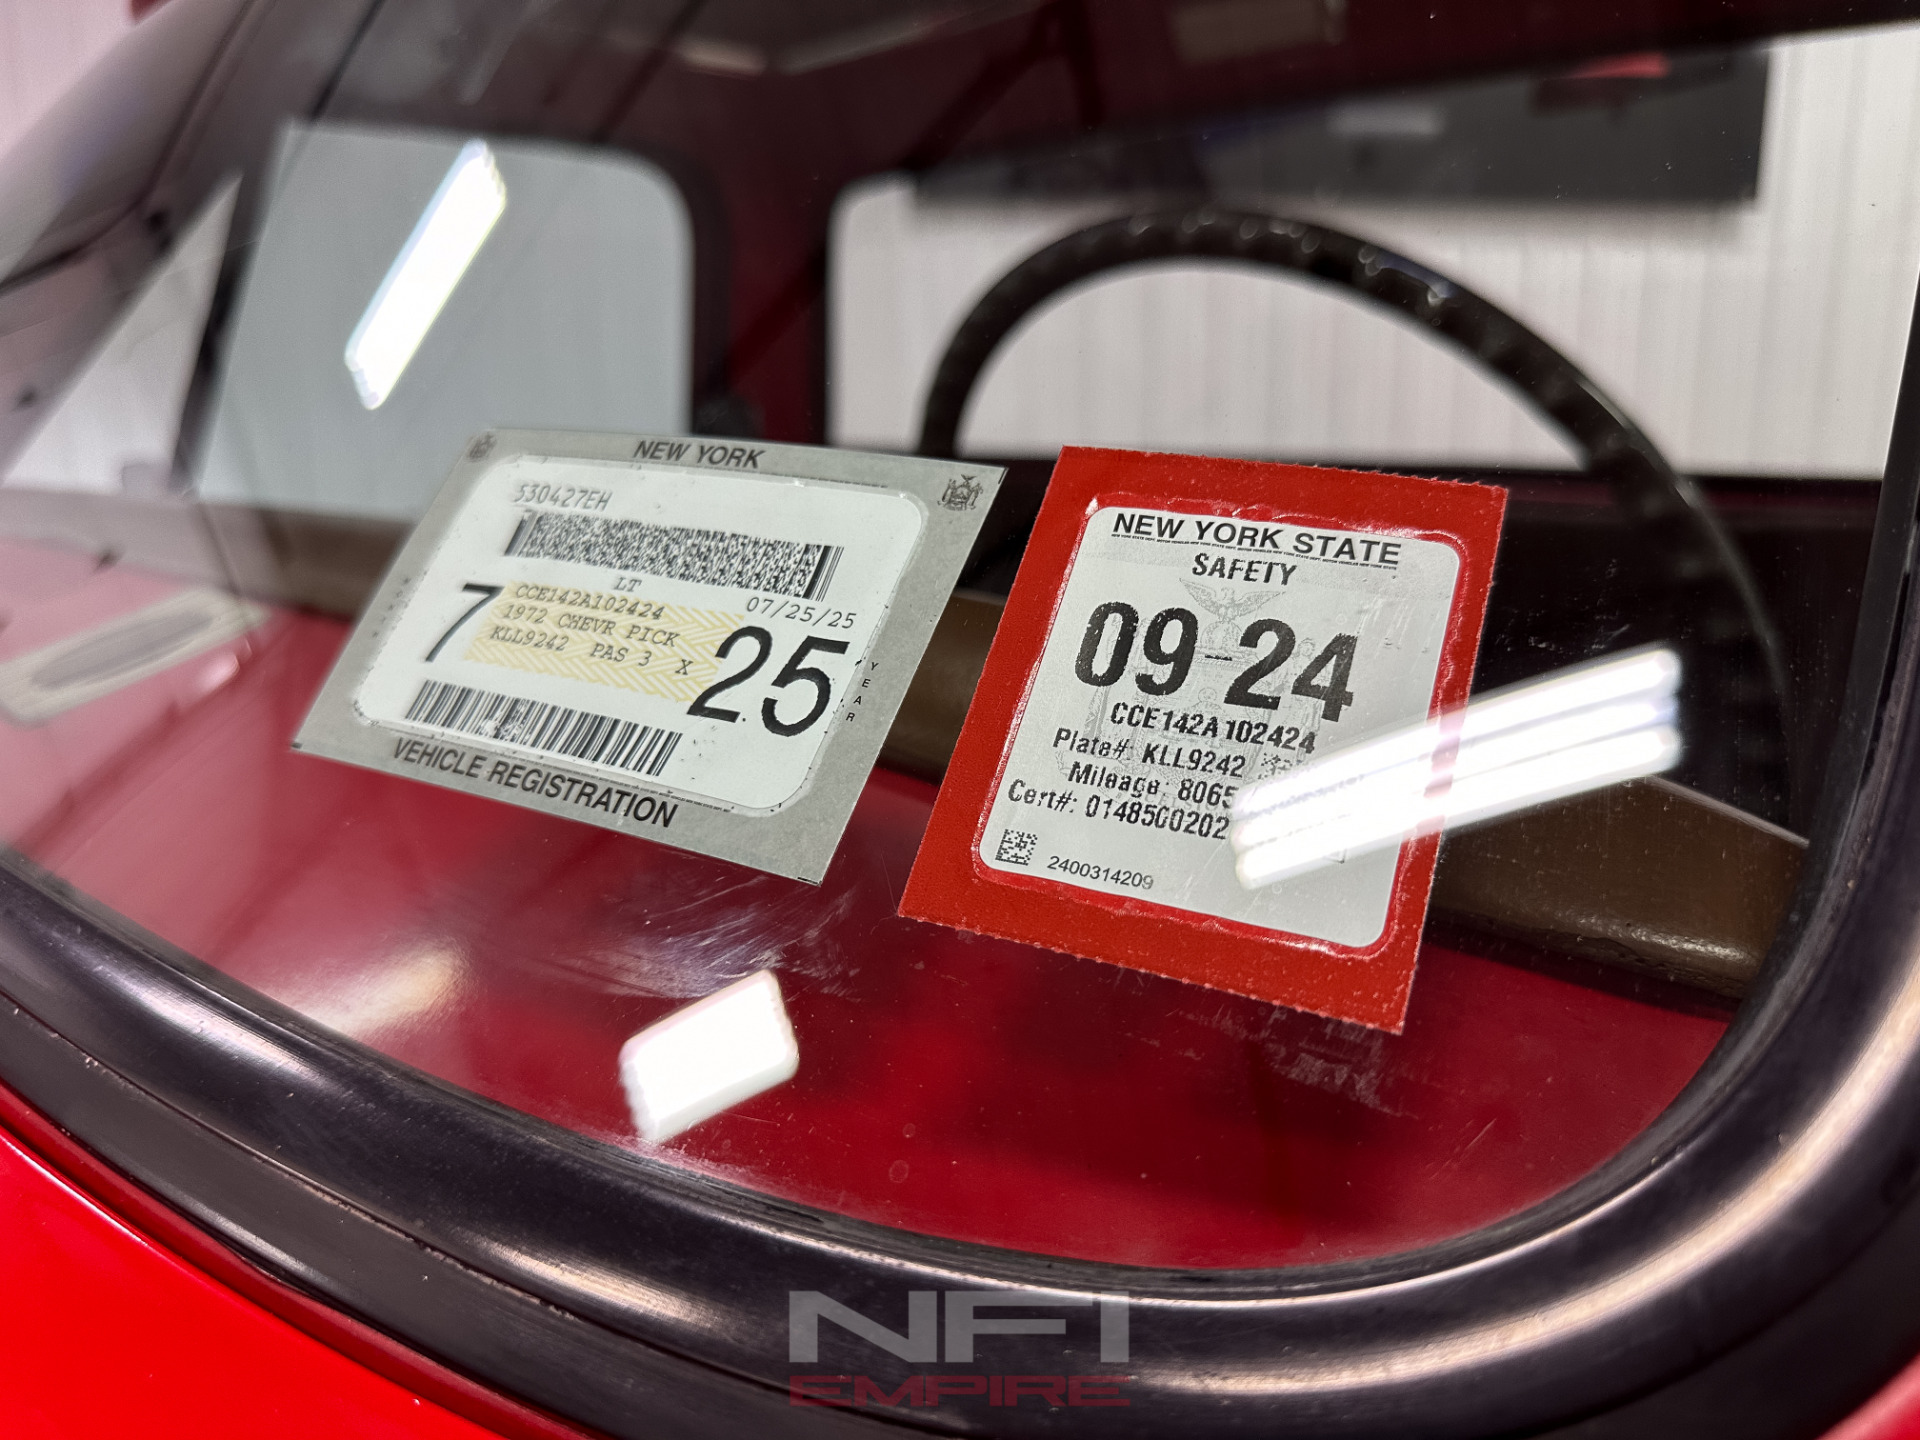 NEW YORK
530427EH
LT
CCE142A102424
07/25/25
1972 CHEVR PICK
KLL9242 PAS 3 X
7
25
YEAR
VEHICLE REGISTRATION
NEW YORK STATE
SAFETY
09-24
CCE142A102424
Plate#: KLL9242
Mileage: 8065
Cert#: 0148500202
2400314209
NFI
EMPIRE